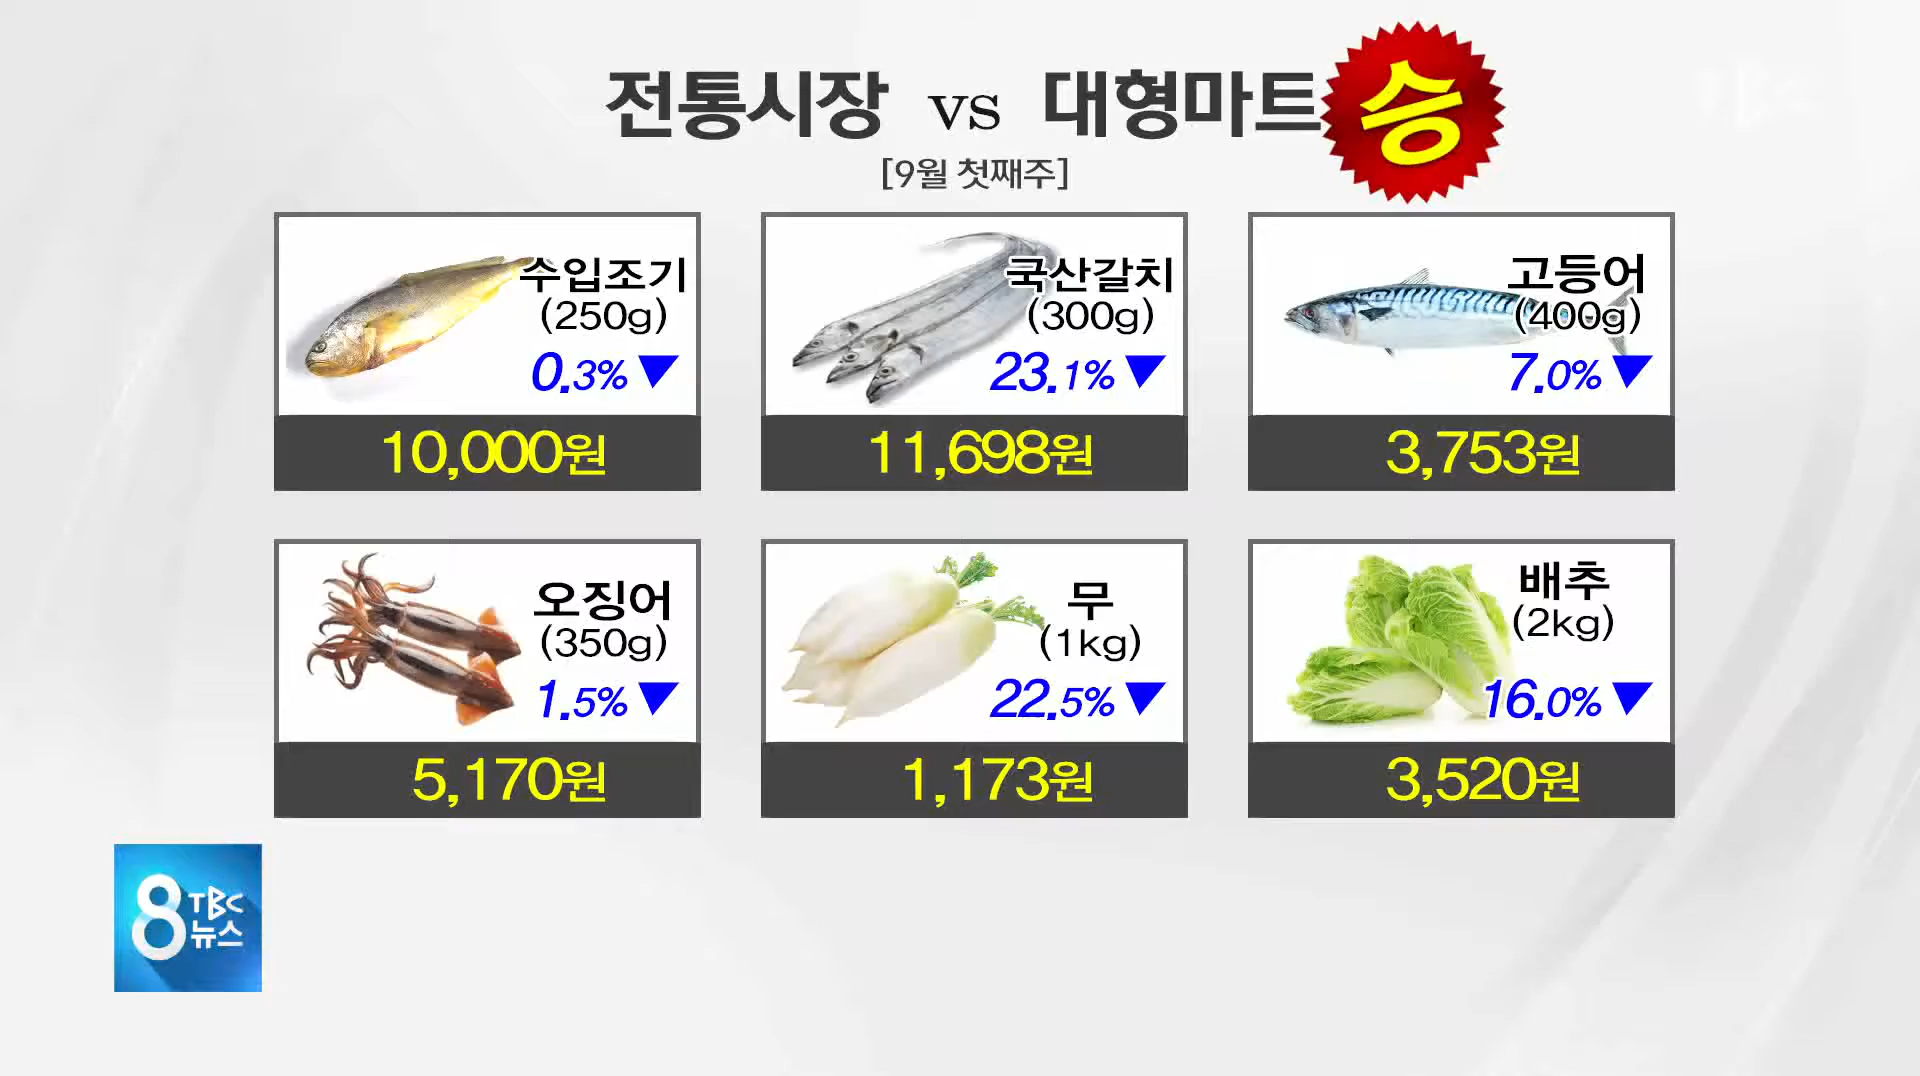 전통시장 vs 대형마트 승
[9월 첫째주]
수입조기
(250g)
0.3% ▼
10,000원
국산갈치
(300g)
23.1% ▼
11,698원
고등어
(400g)
7.0% ▼
3,753원
오징어
(350g)
1.5% ▼
5,170원
무
(1kg)
22.5% ▼
1,173원
배추
(2kg)
16.0% ▼
3,520원
8 TBC
뉴스
TBC